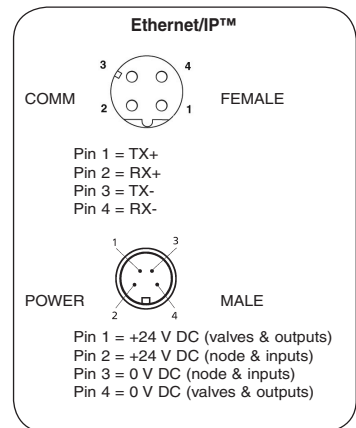 Ethernet/IP™
3 4
COMM FEMALE
2 1
Pin 1 = TX+
Pin 2 = RX+
Pin 3 = TX-
Pin 4 = RX-
1 3
POWER MALE
2 4
Pin 1 = +24 V DC (valves & outputs)
Pin 2 = +24 V DC (node & inputs)
Pin 3 = 0 V DC (node & inputs)
Pin 4 = 0 V DC (valves & outputs)